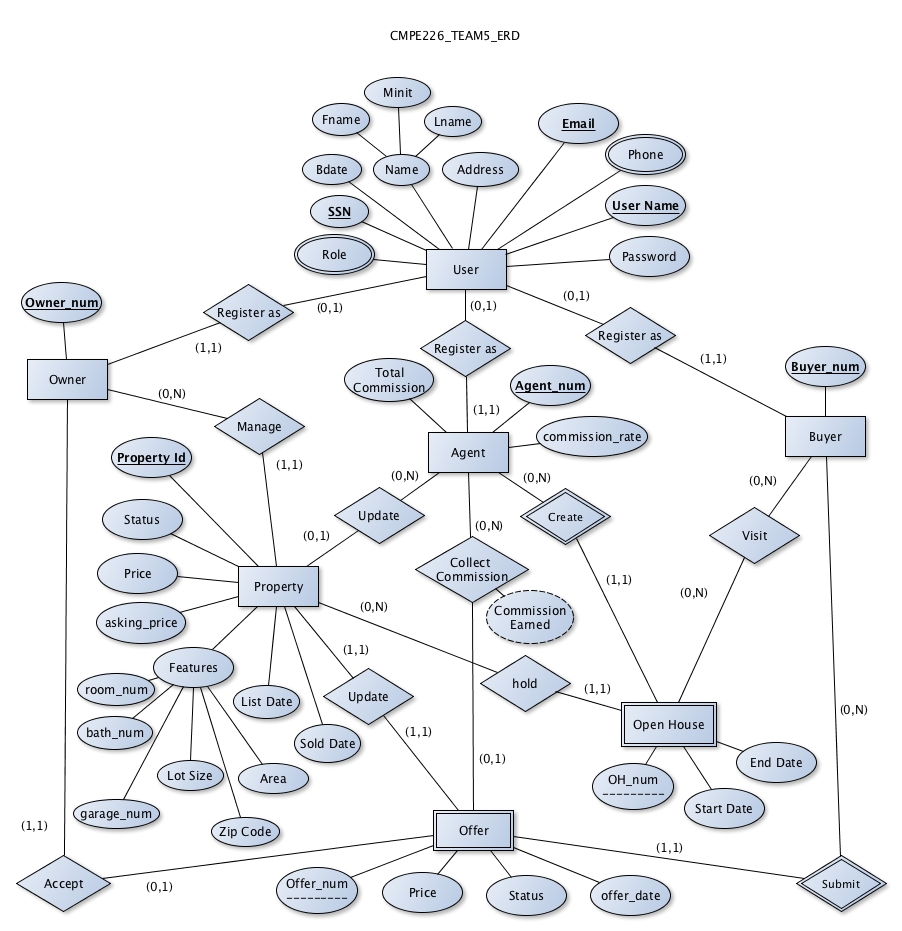 CMPE226_TEAM5_ERD
Minit
Fname
Lname
Email
Phone
Bdate
Name
Address
SSN
User Name
Role
Password
User
Owner_num
(0,1)
(0,1)
(0,1)
Register as
Register as
Register as
(1,1)
(1,1)
Owner
Total
Commission
Agent_num
Buyer_num
(0,N)
(1,1)
Manage
commission_rate
Buyer
Property Id
(1,1)
Agent
(0,N)
(0,N)
(0,N)
Status
Update
Create
(0,N)
Visit
(0,1)
Price
Property
Collect
Commission
(1,1)
(0,N)
asking_price
(0,N)
Commission
Earned
(1,1)
Features
room_num
List Date
Update
hold
(1,1)
bath_num
(1,1)
Open House
(0,N)
Sold Date
Lot Size
Area
(0,1)
End Date
OH_num
---------
garage_num
Start Date
Zip Code
(1,1)
Offer
(1,1)
Accept
(0,1)
Offer_num
---------
Price
Status
offer_date
Submit